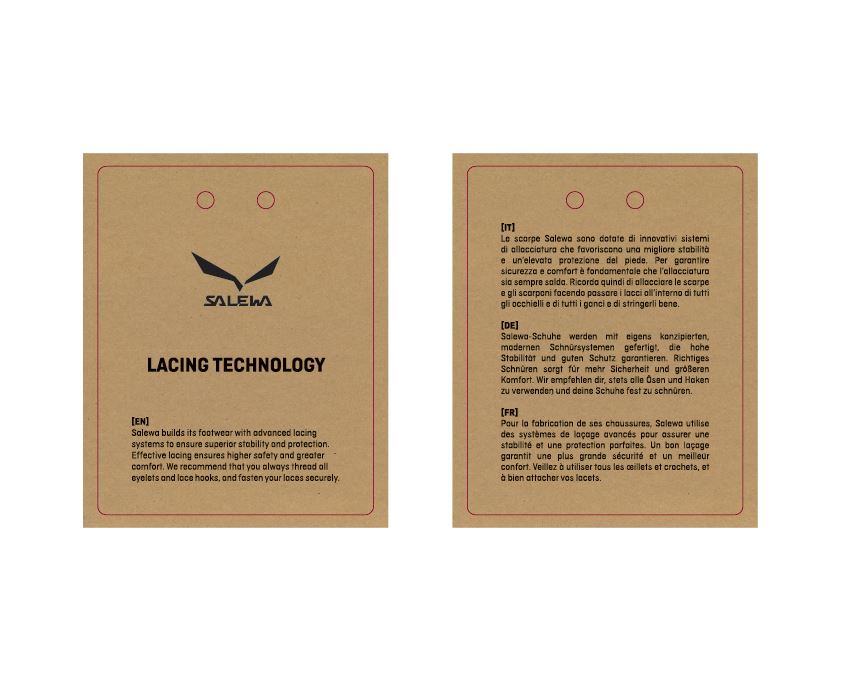 SALEWA
LACING TECHNOLOGY
[EN]
Salewa builds its footwear with advanced lacing
systems to ensure superior stability and protection.
Effective lacing ensures higher safety and greater
comfort. We recommend that you always thread all
eyelets and lace hooks, and fasten your laces securely.
[IT]
Le scarpe Salewa sono dotate di innovativi sistemi
di allacciatura che favoriscono una migliore stabilità
e un'elevata protezione del piede. Per garantire
sicurezza e comfort è fondamentale che l'allacciatura
sia sempre salda. Ricorda quindi di allacciare le scarpe
e gli scarponi facendo passare i lacci all'interno di tutti
gli occhielli e di tutti i ganci e di stringerli bene.
[DE]
Salewa-Schuhe werden mit eigens konzipierten,
modernen Schnürsystemen gefertigt, die hohe
Stabilität und guten Schutz garantieren. Richtiges
Schnüren sorgt für mehr Sicherheit und größeren
Komfort. Wir empfehlen dir, stets alle Ösen und Haken
zu verwenden und deine Schuhe fest zu schnüren.
[FR]
Pour la fabrication de ses chaussures, Salewa utilise
des systèmes de laçage avancés pour assurer une
stabilité et une protection parfaites. Un bon laçage
garantit une plus grande sécurité et un meilleur
confort. Veillez à utiliser tous les œillets et crochets, et
à bien attacher vos lacets.